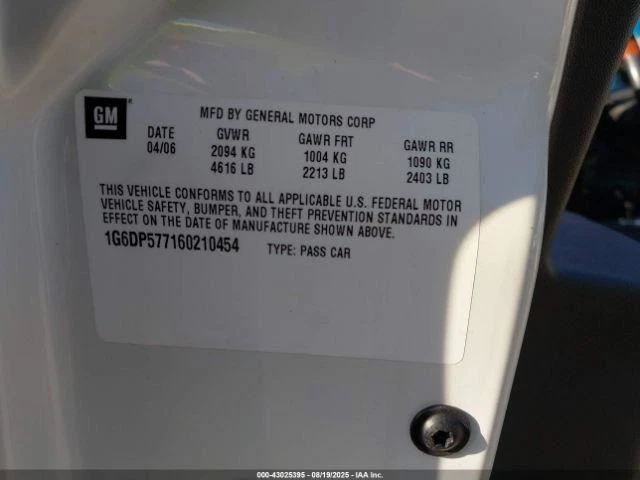 GM
MFD BY GENERAL MOTORS CORP
DATE GVWR GAWR FRT GAWR RR
04/06 2094 KG 1004 KG 1090 KG
4616 LB 2213 LB 2403 LB
THIS VEHICLE CONFORMS TO ALL APPLICABLE U.S. FEDERAL MOTOR
VEHICLE SAFETY, BUMPER, AND THEFT PREVENTION STANDARDS IN
EFFECT ON THE DATE OF MANUFACTURE SHOWN ABOVE.
1G6DP577160210454 TYPE: PASS CAR
000-43025395 - 08/19/2025 - IAA Inc.